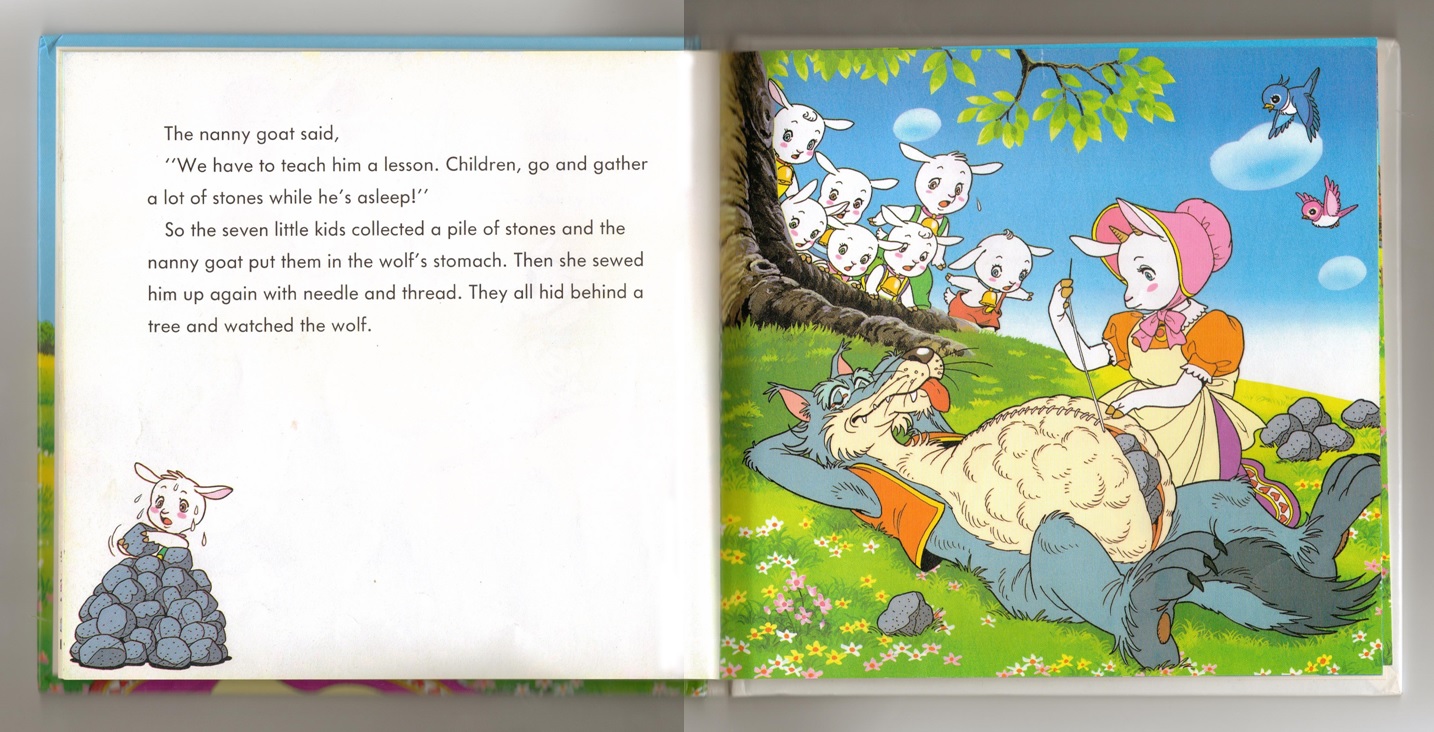 The nanny goat said,
‘‘We have to teach him a lesson. Children, go and gather
a lot of stones while he’s asleep!’’
So the seven little kids collected a pile of stones and the
nanny goat put them in the wolf’s stomach. Then she sewed
him up again with needle and thread. They all hid behind a
tree and watched the wolf.